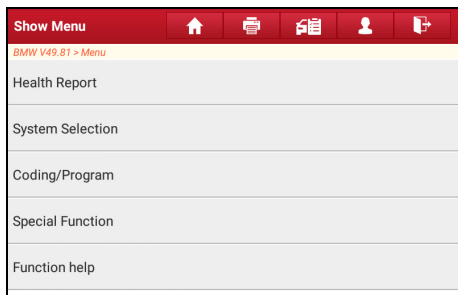 Show Menu
BMW V49.81 > Menu
Health Report
System Selection
Coding/Program
Special Function
Function help